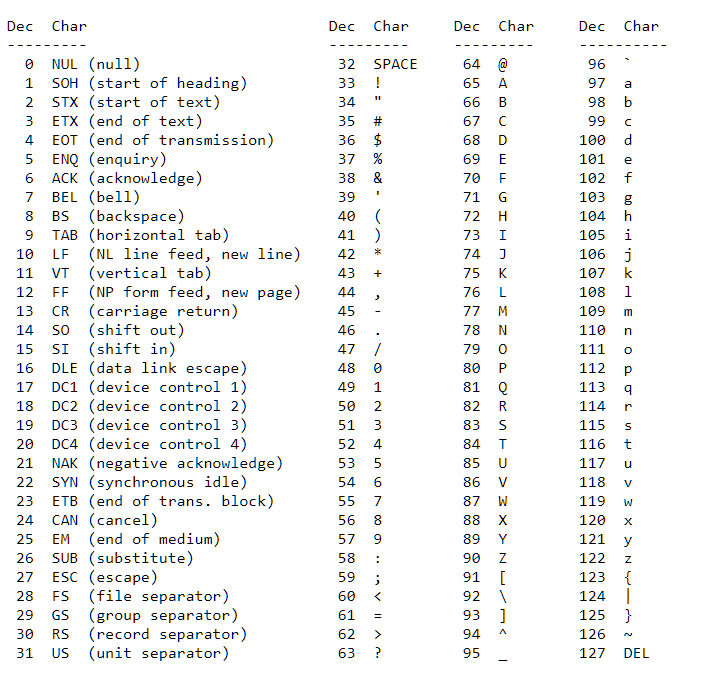 Dec  Char                           Dec  Char     Dec  Char     Dec  Char
---------                           ---------     ---------     ----------
  0  NUL (null)                      32  SPACE     64  @         96  `
  1  SOH (start of heading)          33  !         65  A         97  a
  2  STX (start of text)             34  "         66  B         98  b
  3  ETX (end of text)               35  #         67  C         99  c
  4  EOT (end of transmission)       36  $         68  D        100  d
  5  ENQ (enquiry)                   37  %         69  E        101  e
  6  ACK (acknowledge)               38  &         70  F        102  f
  7  BEL (bell)                      39  '         71  G        103  g
  8  BS  (backspace)                 40  (         72  H        104  h
  9  TAB (horizontal tab)            41  )         73  I        105  i
 10  LF  (NL line feed, new line)    42  *         74  J        106  j
 11  VT  (vertical tab)              43  +         75  K        107  k
 12  FF  (NP form feed, new page)    44  ,         76  L        108  l
 13  CR  (carriage return)           45  -         77  M        109  m
 14  SO  (shift out)                 46  .         78  N        110  n
 15  SI  (shift in)                  47  /         79  O        111  o
 16  DLE (data link escape)          48  0         80  P        112  p
 17  DC1 (device control 1)          49  1         81  Q        113  q
 18  DC2 (device control 2)          50  2         82  R        114  r
 19  DC3 (device control 3)          51  3         83  S        115  s
 20  DC4 (device control 4)          52  4         84  T        116  t
 21  NAK (negative acknowledge)      53  5         85  U        117  u
 22  SYN (synchronous idle)          54  6         86  V        118  v
 23  ETB (end of trans. block)       55  7         87  W        119  w
 24  CAN (cancel)                    56  8         88  X        120  x
 25  EM  (end of medium)             57  9         89  Y        121  y
 26  SUB (substitute)                58  :         90  Z        122  z
 27  ESC (escape)                    59  ;         91  [        123  {
 28  FS  (file separator)            60  <         92  \        124  |
 29  GS  (group separator)           61  =         93  ]        125  }
 30  RS  (record separator)          62  >         94  ^        126  ~
 31  US  (unit separator)            63  ?         95  _        127  DEL